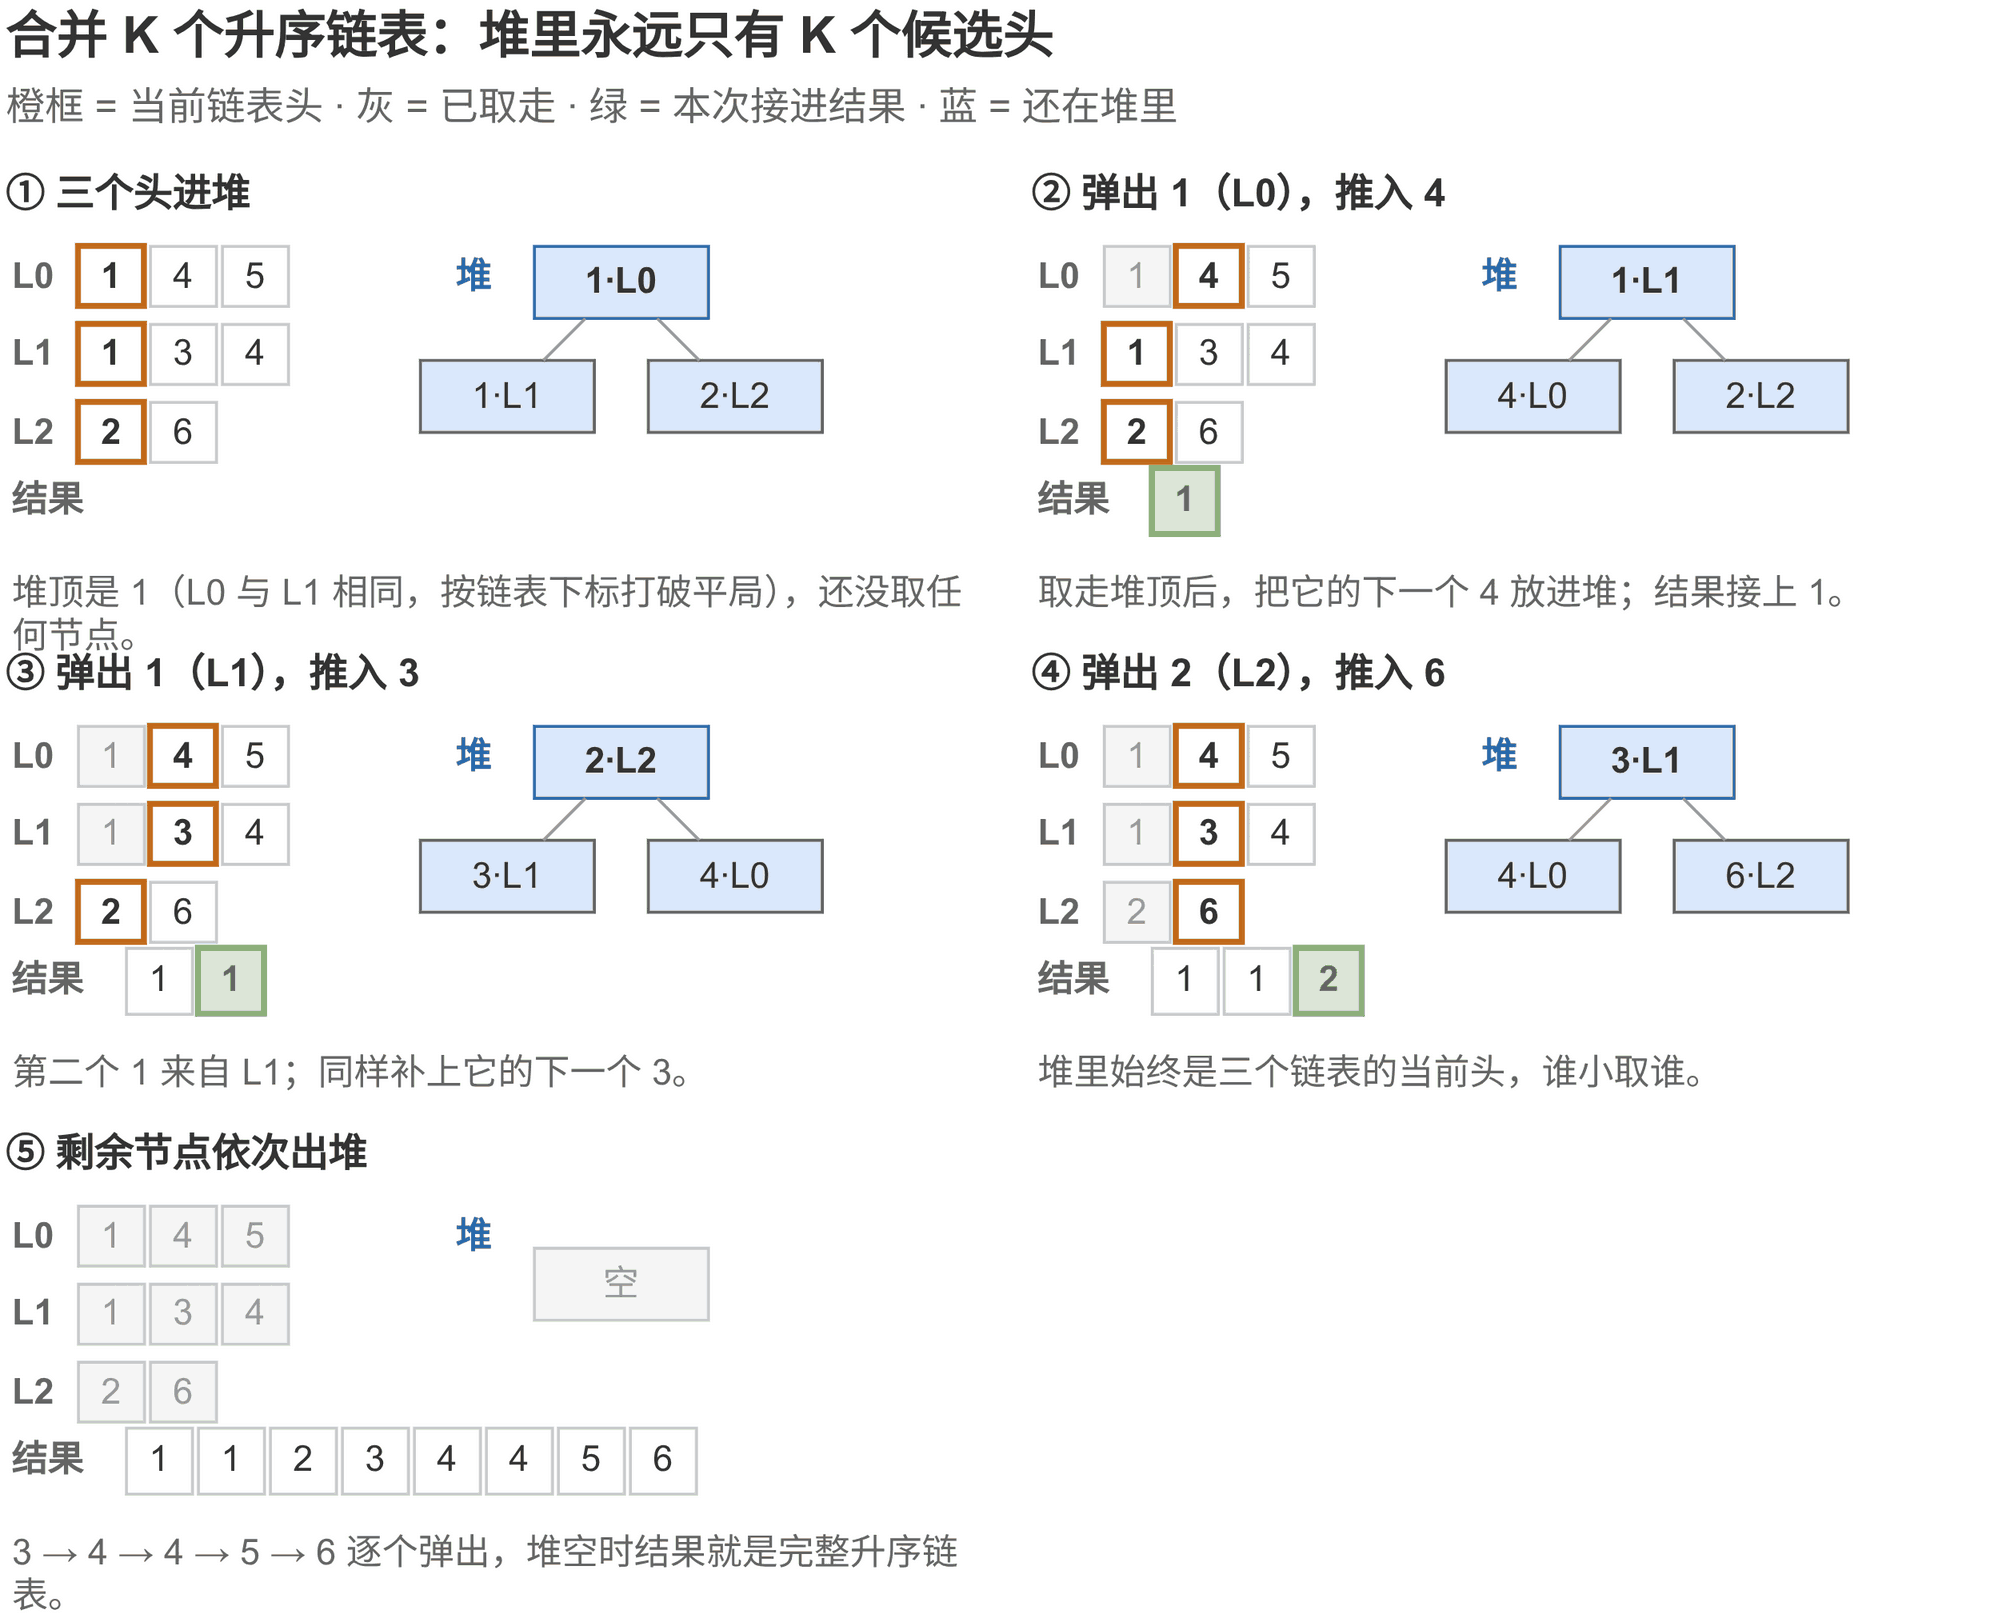 合并 K 个升序链表：堆里永远只有 K 个候选头
橙框 = 当前链表头 · 灰 = 已取走 · 绿 = 本次接进结果 · 蓝 = 还在堆里
① 三个头进堆
L0 1 4 5
L1 1 3 4
L2 2 6
堆
1·L0
1·L1 2·L2
结果
堆顶是 1（L0 与 L1 相同，按链表下标打破平局），还没取任
何节点。
② 弹出 1（L0），推入 4
L0 1 4 5
L1 1 3 4
L2 2 6
堆
1·L1
4·L0 2·L2
结果 1
取走堆顶后，把它的下一个 4 放进堆；结果接上 1。
③ 弹出 1（L1），推入 3
L0 1 4 5
L1 1 3 4
L2 2 6
堆
2·L2
3·L1 4·L0
结果 1 1
第二个 1 来自 L1；同样补上它的下一个 3。
④ 弹出 2（L2），推入 6
L0 1 4 5
L1 1 3 4
L2 2 6
堆
3·L1
4·L0 6·L2
结果 1 1 2
堆里始终是三个链表的当前头，谁小取谁。
⑤ 剩余节点依次出堆
L0 1 4 5
L1 1 3 4
L2 2 6
堆
空
结果 1 1 2 3 4 4 5 6
3 → 4 → 4 → 5 → 6 逐个弹出，堆空时结果就是完整升序链
表。